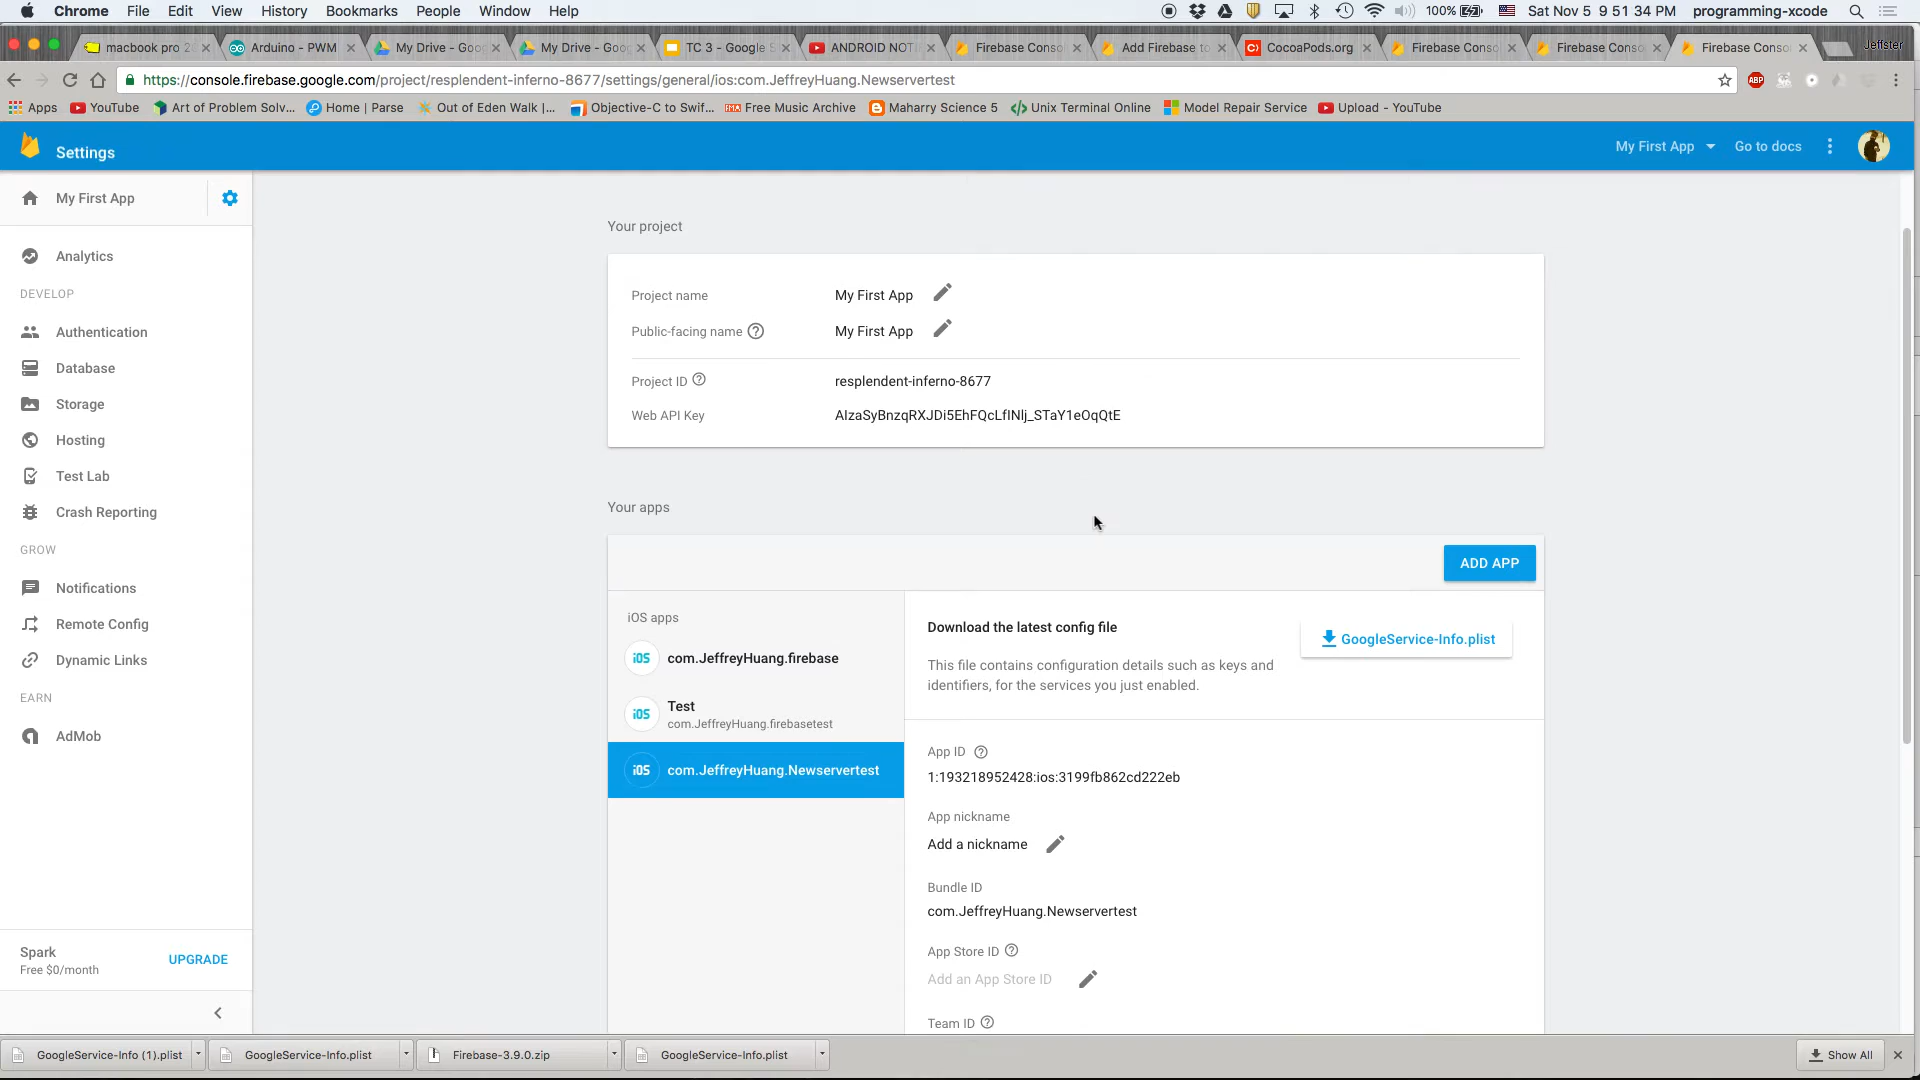 Chrome File Edit View History Bookmarks People Window Help 100% Sat Nov 5 9 51 34 PM programming-xcode
macbook pro 2 Arduino - PWM My Drive - Goo My Drive - Goog TC 3 - Google S ANDROID NOTI Firebase Conso Add Firebase to CocoaPods.org Firebase Conso Firebase Conso Firebase Conso Jeffster
https://console.firebase.google.com/project/resplendent-inferno-8677/settings/general/ios:com.JeffreyHuang.Newservertest ABP
Apps YouTube Art of Problem Solv... Home | Parse Out of Eden Walk |... Objective-C to Swif... FMA Free Music Archive Maharry Science 5 Unix Terminal Online Model Repair Service Upload - YouTube
Settings My First App Go to docs
My First App
Analytics
DEVELOP
Authentication
Database
Storage
Hosting
Test Lab
Crash Reporting
GROW
Notifications
Remote Config
Dynamic Links
EARN
AdMob
Spark
Free $0/month
UPGRADE
Your project
Project name My First App
Public-facing name My First App
Project ID resplendent-inferno-8677
Web API Key AIzaSyBnzqRXJDi5EhFQcLfINlj_STaY1eOqQtE
Your apps
ADD APP
iOS apps
iOS com.JeffreyHuang.firebase
iOS Test
com.JeffreyHuang.firebasetest
iOS com.JeffreyHuang.Newservertest
Download the latest config file
This file contains configuration details such as keys and
identifiers, for the services you just enabled.
GoogleService-Info.plist
App ID
1:193218952428:ios:3199fb862cd222eb
App nickname
Add a nickname
Bundle ID
com.JeffreyHuang.Newservertest
App Store ID
Add an App Store ID
Team ID
GoogleService-Info (1).plist GoogleService-Info.plist Firebase-3.9.0.zip GoogleService-Info.plist Show All